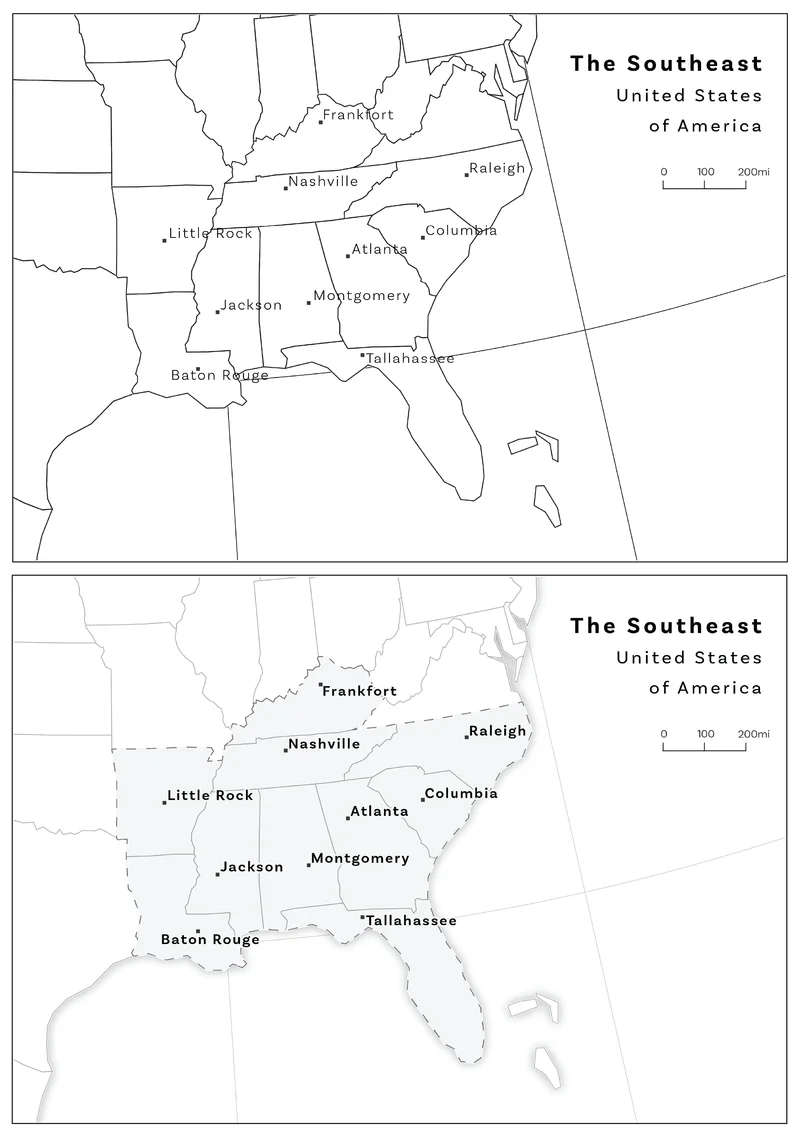 The Southeast
United States
of America
0 100 200mi
Frankfort
Raleigh
Nashville
Little Rock
Columbia
Atlanta
Montgomery
Jackson
Tallahassee
Baton Rouge
The Southeast
United States
of America
0 100 200mi
Frankfort
Raleigh
Nashville
Little Rock
Columbia
Atlanta
Montgomery
Jackson
Tallahassee
Baton Rouge